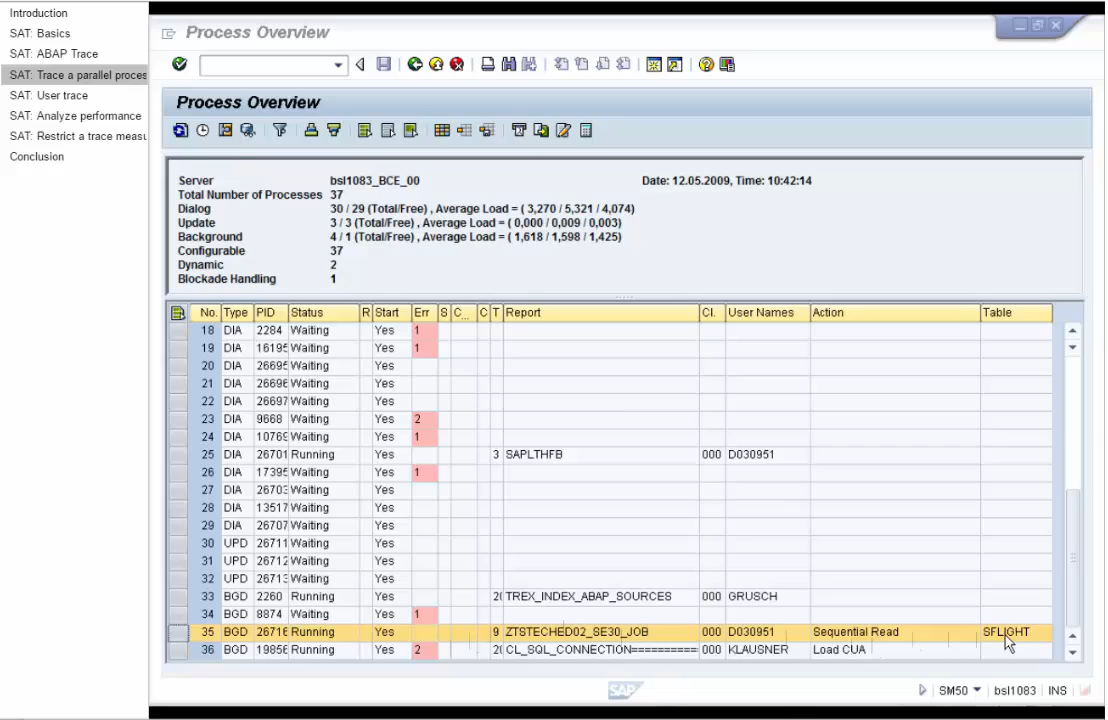 Introduction
SAT: Basics
SAT: ABAP Trace
SAT: Trace a parallel proces
SAT: User trace
SAT: Analyze performance
SAT: Restrict a trace measu
Conclusion
Process Overview
Process Overview
Server bsl1083_BCE_00 Date: 12.05.2009, Time: 10:42:14
Total Number of Processes 37
Dialog 30 / 29 (Total/Free) , Average Load = ( 3,270 / 5,321 / 4,074)
Update 3 / 3 (Total/Free) , Average Load = ( 0,000 / 0,009 / 0,003)
Background 4 / 1 (Total/Free) , Average Load = ( 1,618 / 1,598 / 1,425)
Configurable 37
Dynamic 2
Blockade Handling 1
No. Type PID Status R Start Err S C... C T Report Cl. User Names Action Table
18 DIA 2284 Waiting Yes 1
19 DIA 16195 Waiting Yes 1
20 DIA 26695 Waiting Yes
21 DIA 26696 Waiting Yes
22 DIA 26697 Waiting Yes
23 DIA 9668 Waiting Yes 2
24 DIA 10769 Waiting Yes 1
25 DIA 26701 Running Yes 3 SAPLTHFB 000 D030951
26 DIA 17395 Waiting Yes 1
27 DIA 26703 Waiting Yes
28 DIA 13517 Waiting Yes
29 DIA 26707 Waiting Yes
30 UPD 26711 Waiting Yes
31 UPD 26712 Waiting Yes
32 UPD 26713 Waiting Yes
33 BGD 2260 Running Yes 20 TREX_INDEX_ABAP_SOURCES 000 GRUSCH
34 BGD 8874 Waiting Yes 1
35 BGD 26716 Running Yes 9 ZTSTECHED02_SE30_JOB 000 D030951 Sequential Read SFLIGHT
36 BGD 19856 Running Yes 2 20 CL_SQL_CONNECTION========== 000 KLAUSNER Load CUA
SAP SM50 bsl1083 INS